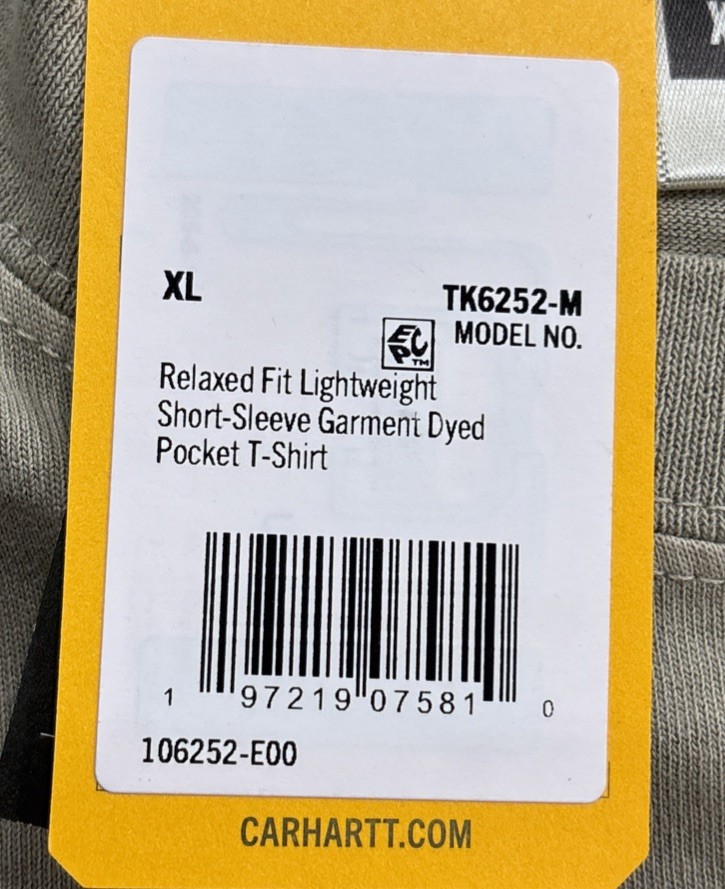 XL
TK6252-M
MODEL NO.
ECPC™
Relaxed Fit Lightweight
Short-Sleeve Garment Dyed
Pocket T-Shirt
1 97219 07581 0
106252-E00
CARHARTT.COM